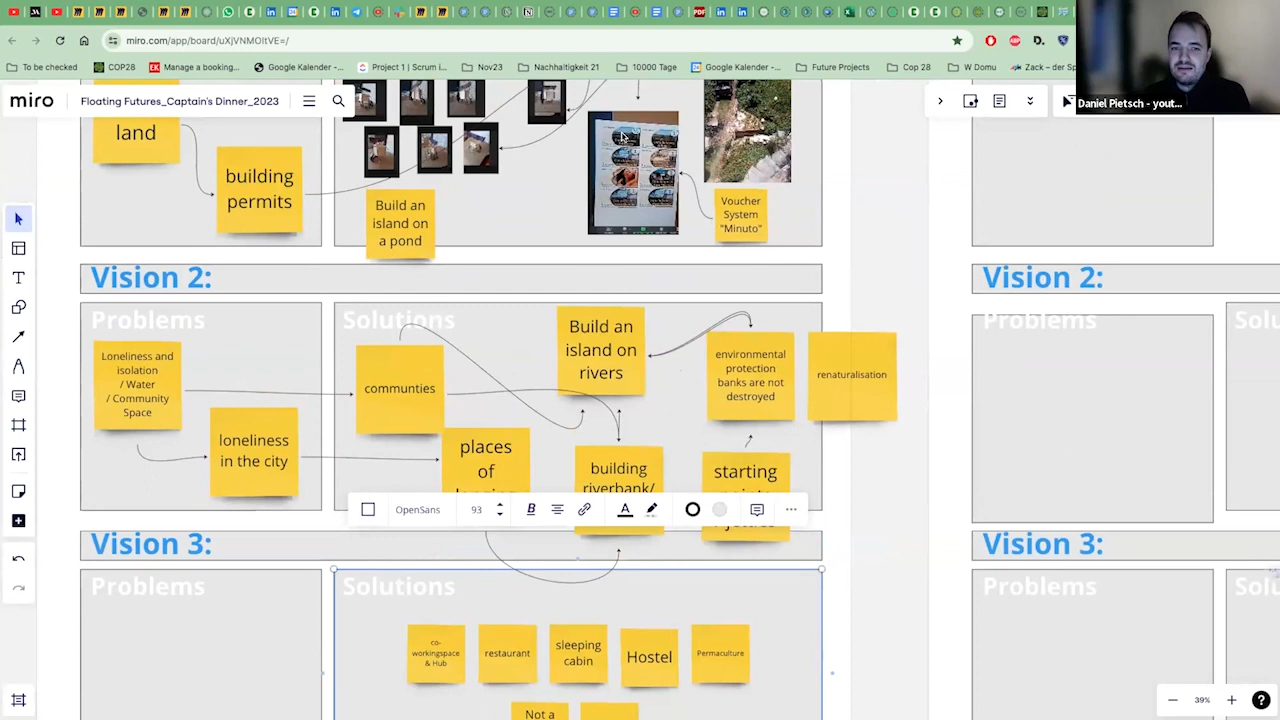 miro.com/app/board/uXjVNMOltVE=/
To be checked
COP28
Manage a booking...
Google Kalender -...
Project 1 | Scrum i...
Nov23
Nachhaltigkeit 21
10000 Tage
Google Kalender -...
Future Projects
Cop 28
W Domu
Zack – der Sp
Daniel Pietsch - yout...
miro
Floating Futures_Captain's Dinner_2023
land
building
permits
Build an
island on
a pond
Voucher
System
"Minuto"
Vision 2:
Problems
Solutions
Loneliness and
isolation
/ Water
/ Community
Space
loneliness
in the city
communties
places
of
Build an
island on
rivers
building
riverbank/
environmental
protection
banks are not
destroyed
renaturalisation
starting
OpenSans
93
B
A
Vision 3:
Problems
Solutions
co-
workingspace
& Hub
restaurant
sleeping
cabin
Hostel
Permaculture
Not a
Vision 2:
Problems
Solu
Vision 3:
Problems
Solu
39%